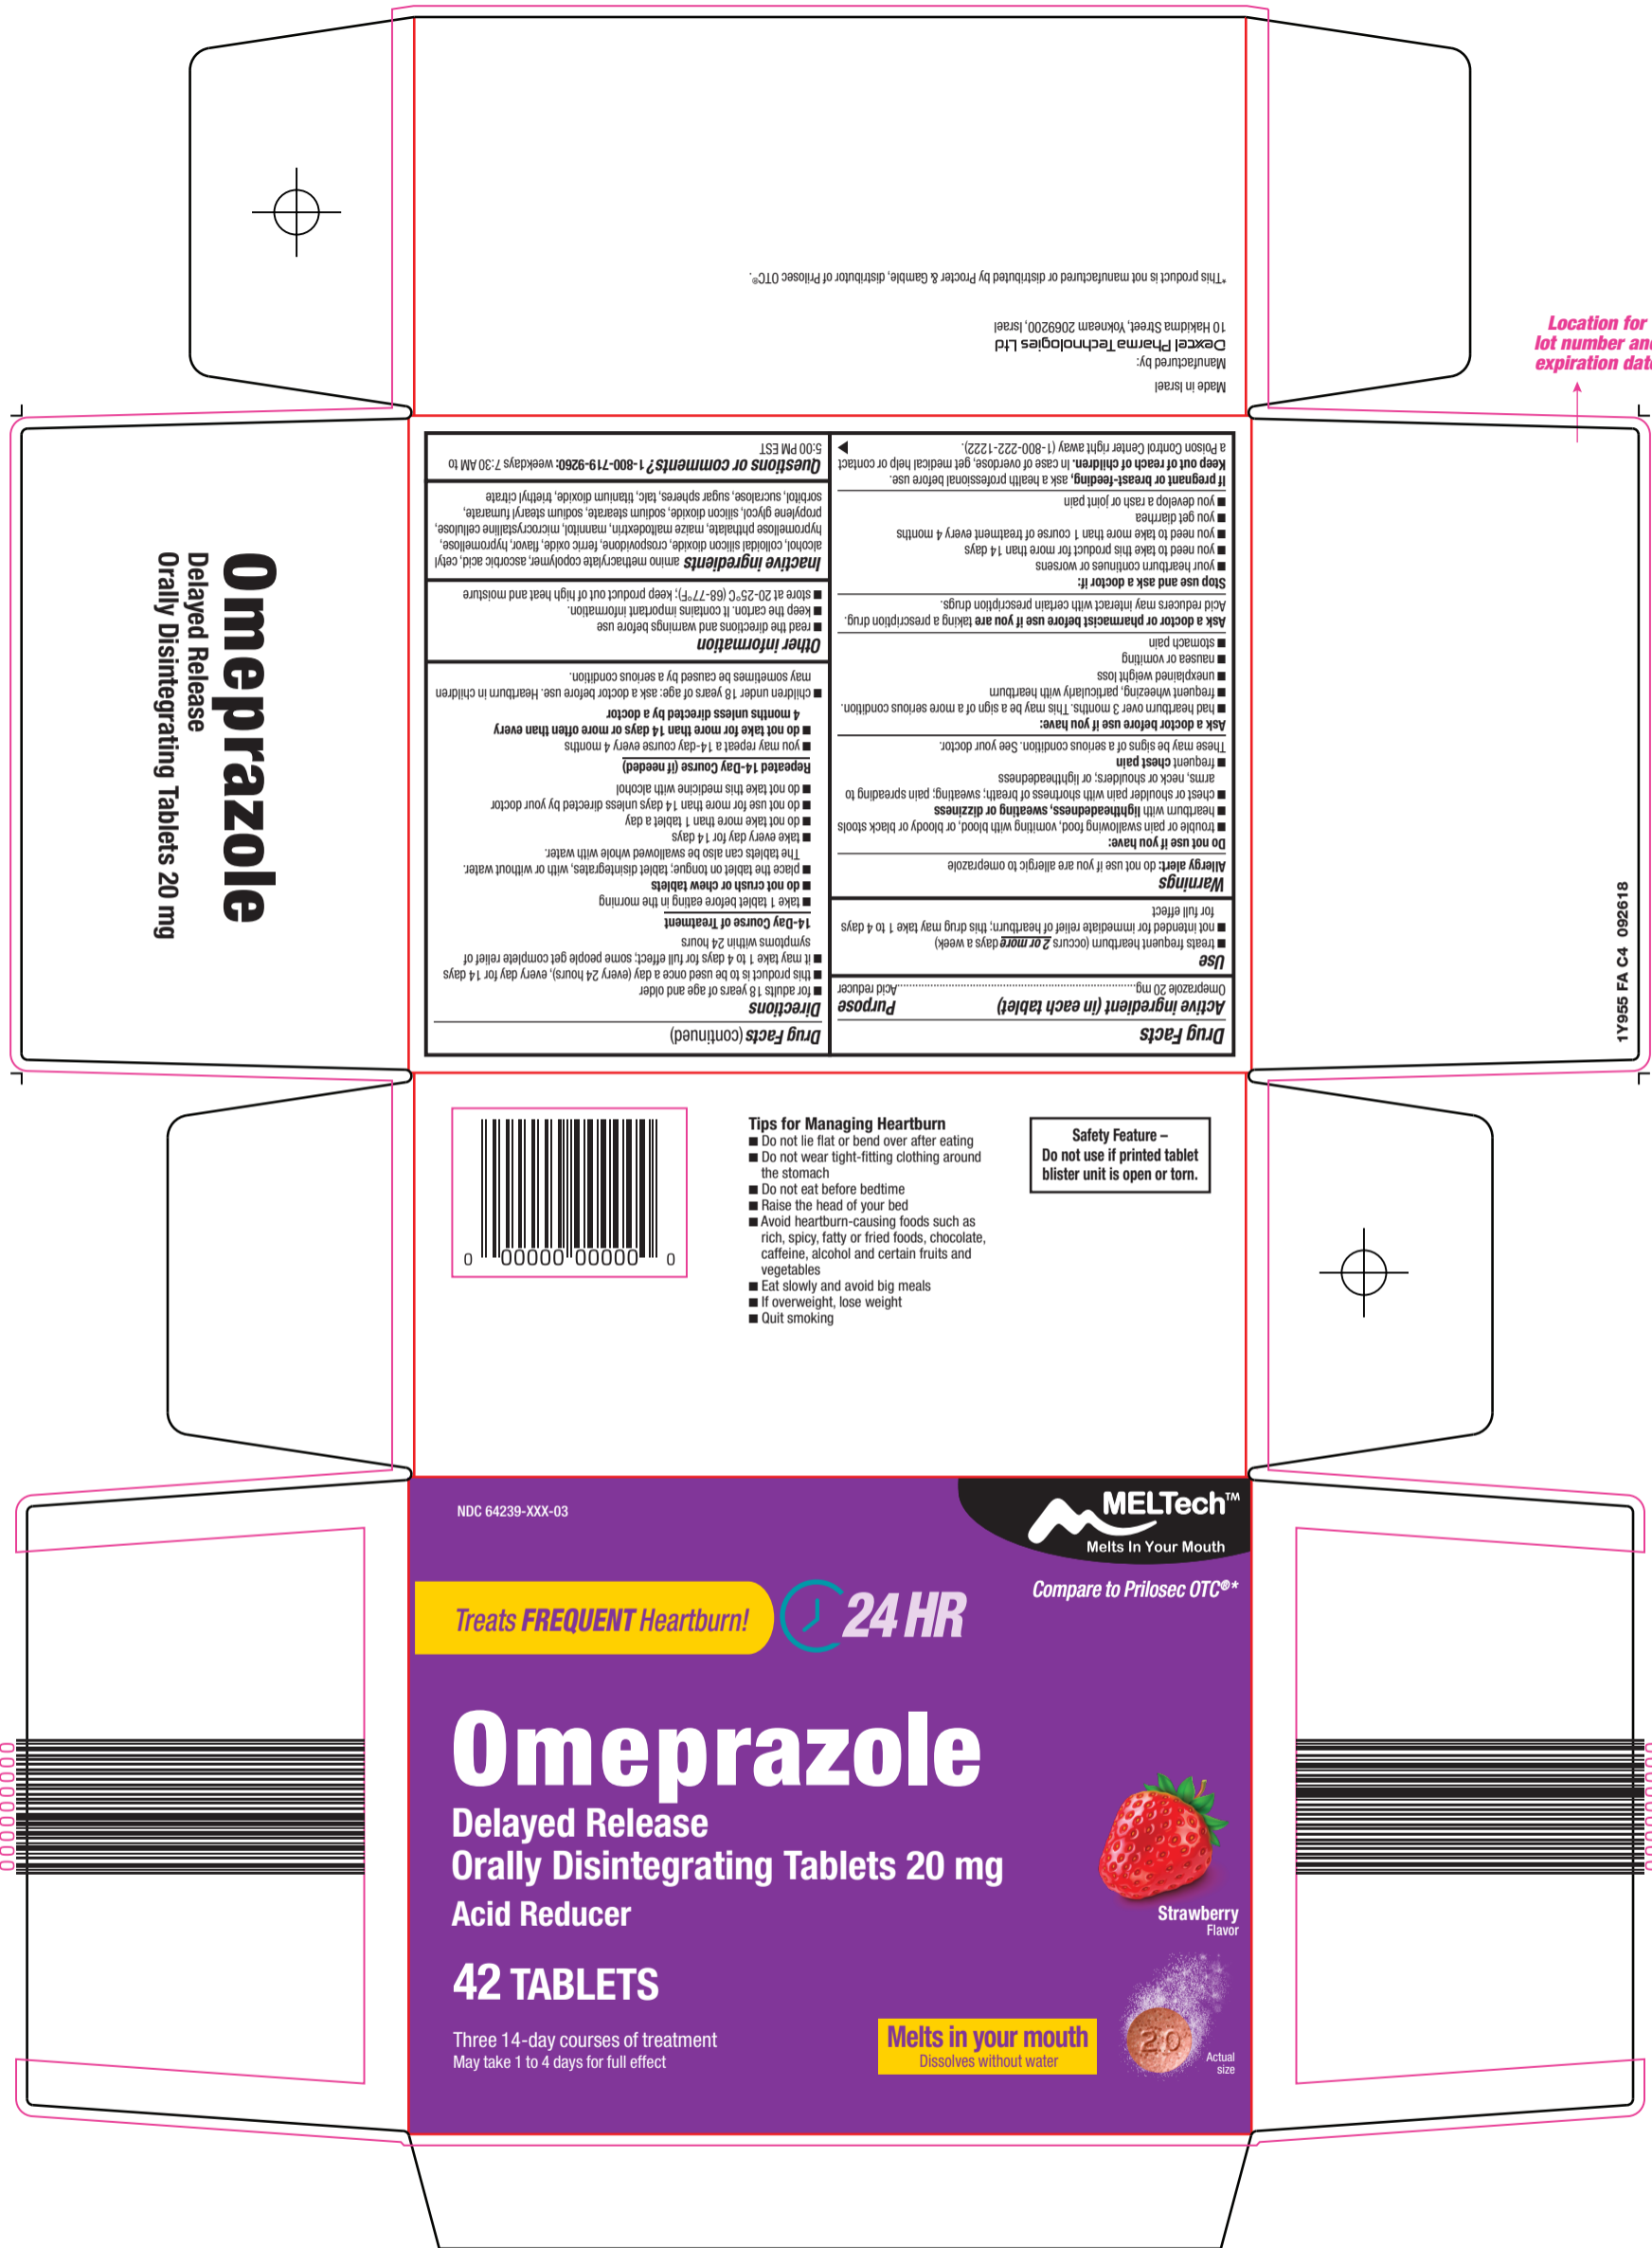 *This product is not manufactured or distributed by Procter & Gamble, distributor of Prilosec OTC®.
10 Hakidma Street, Yokneam 2069200, Israel
Dexcel Pharma Technologies Ltd
Manufactured by:
Made in Israel
Location for
lot number and
expiration date
Omeprazole
Delayed Release
Orally Disintegrating Tablets 20 mg
Drug Facts
Active ingredient (in each tablet) Purpose
Omeprazole 20 mg........Acid reducer
Use
■ treats frequent heartburn (occurs 2 or more days a week)
■ not intended for immediate relief of heartburn; this drug may take 1 to 4 days
for full effect
Warnings
Allergy alert: do not use if you are allergic to omeprazole
Do not use if you have:
■ trouble or pain swallowing food, vomiting with blood, or bloody or black stools
■ heartburn with lightheadedness, sweating or dizziness
■ chest or shoulder pain with shortness of breath; sweating; pain spreading to
arms, neck or shoulders; or lightheadedness
■ frequent chest pain
These may be signs of a serious condition. See your doctor.
Ask a doctor before use if you have:
■ had heartburn over 3 months. This may be a sign of a more serious condition.
■ frequent wheezing, particularly with heartburn
■ unexplained weight loss
■ nausea or vomiting
■ stomach pain
Ask a doctor or pharmacist before use if you are taking a prescription drug.
Acid reducers may interact with certain prescription drugs.
Stop use and ask a doctor if:
■ your heartburn continues or worsens
■ you need to take this product for more than 14 days
■ you need to take more than 1 course of treatment every 4 months
■ you get diarrhea
■ you develop a rash or joint pain
If pregnant or breast-feeding, ask a health professional before use.
Keep out of reach of children. In case of overdose, get medical help or contact
a Poison Control Center right away (1-800-222-1222).
Drug Facts (continued)
Directions
■ for adults 18 years of age and older
■ this product is to be used once a day (every 24 hours), every day for 14 days
■ it may take 1 to 4 days for full effect; some people get complete relief of
symptoms within 24 hours
14-Day Course of Treatment
■ take 1 tablet before eating in the morning
■ do not crush or chew tablets
■ place the tablet on tongue; tablet disintegrates, with or without water.
The tablets can also be swallowed whole with water.
■ take every day for 14 days
■ do not take more than 1 tablet a day
■ do not use for more than 14 days unless directed by your doctor
■ do not take this medicine with alcohol
Repeated 14-Day Course (if needed)
■ you may repeat a 14-day course every 4 months
■ do not take for more than 14 days or more often than every
4 months unless directed by a doctor
■ children under 18 years of age: ask a doctor before use. Heartburn in children
may sometimes be caused by a serious condition.
Other information
■ read the directions and warnings before use
■ keep the carton. It contains important information.
■ store at 20-25°C (68-77°F); keep product out of high heat and moisture
Inactive ingredients amino methacrylate copolymer, ascorbic acid, cetyl
alcohol, colloidal silicon dioxide, crospovidone, ferric oxide, flavor, hypromellose,
hypromellose phthalate, maize maltodextrin, mannitol, microcrystalline cellulose,
propylene glycol, silicon dioxide, sodium stearate, sodium stearyl fumarate,
sorbitol, sucralose, sugar spheres, talc, titanium dioxide, triethyl citrate
Questions or comments? 1-800-719-9260: weekdays 7:30 AM to
5:00 PM EST
1Y955 FA C4 092618
0 00000 00000 0
Tips for Managing Heartburn
■ Do not lie flat or bend over after eating
■ Do not wear tight-fitting clothing around
the stomach
■ Do not eat before bedtime
■ Raise the head of your bed
■ Avoid heartburn-causing foods such as
rich, spicy, fatty or fried foods, chocolate,
caffeine, alcohol and certain fruits and
vegetables
■ Eat slowly and avoid big meals
■ If overweight, lose weight
■ Quit smoking
Safety Feature –
Do not use if printed tablet
blister unit is open or torn.
NDC 64239-XXX-03
MELTech™
Melts In Your Mouth
Compare to Prilosec OTC®*
Treats FREQUENT Heartburn!
24 HR
Omeprazole
Delayed Release
Orally Disintegrating Tablets 20 mg
Acid Reducer
Strawberry
Flavor
42 TABLETS
Three 14-day courses of treatment
May take 1 to 4 days for full effect
Melts in your mouth
Dissolves without water
20
Actual
size